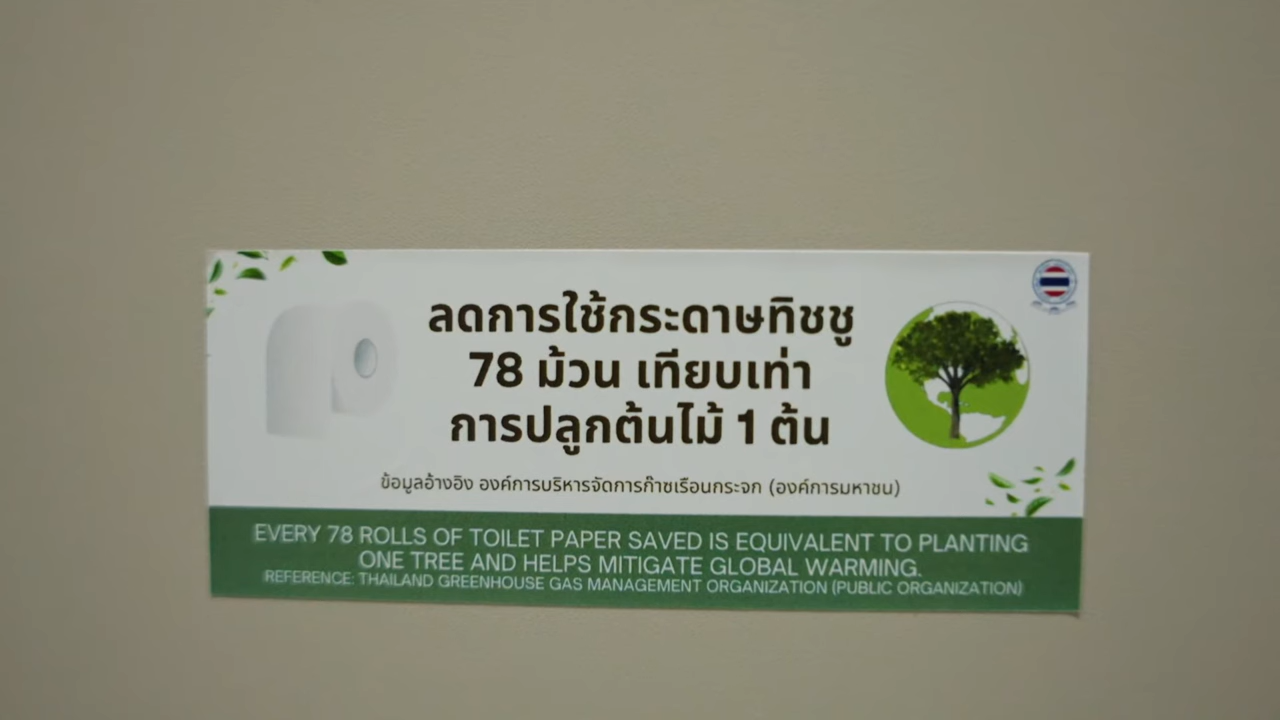 ลดการใช้กระดาษทิชชู
78 ม้วน เทียบเท่า
การปลูกต้นไม้ 1 ต้น
ข้อมูลอ้างอิง องค์การบริหารจัดการก๊าซเรือนกระจก (องค์การมหาชน)
EVERY 78 ROLLS OF TOILET PAPER SAVED IS EQUIVALENT TO PLANTING
ONE TREE AND HELPS MITIGATE GLOBAL WARMING.
REFERENCE: THAILAND GREENHOUSE GAS MANAGEMENT ORGANIZATION (PUBLIC ORGANIZATION)